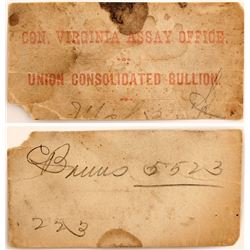 CON. VIRGINIA ASSAY OFFICE.
UNION CONSOLIDATED BULLION.
Bruns 5523
223